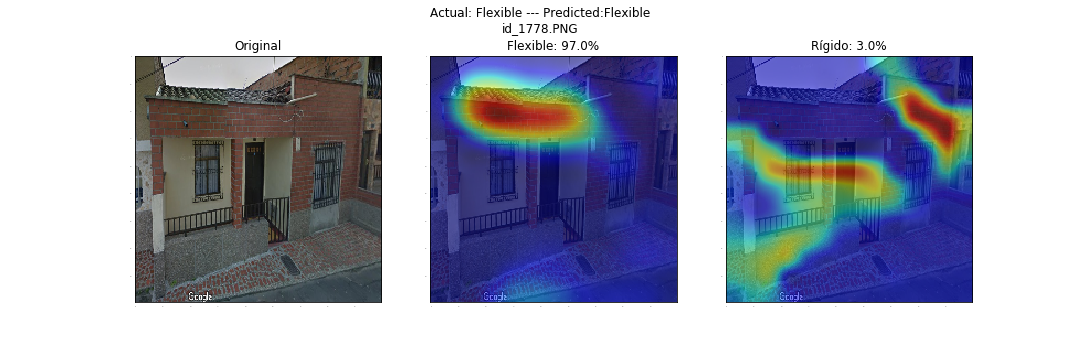 Actual: Flexible --- Predicted:Flexible
id_1778.PNG
Original
Flexible: 97.0%
Rígido: 3.0%
Google
Google
Google